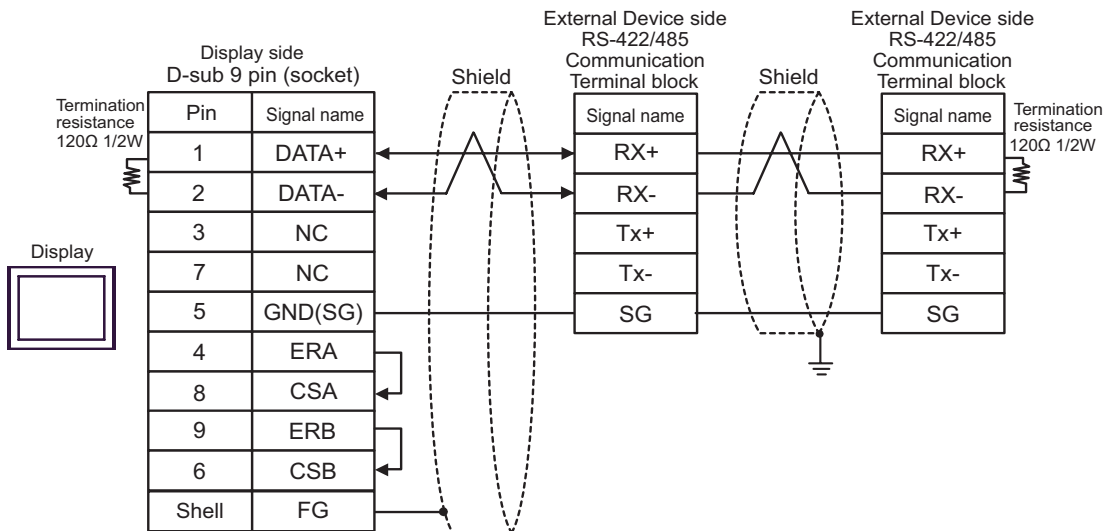 Display side
D-sub 9 pin (socket)
Shield
External Device side
RS-422/485
Communication
Terminal block
Shield
External Device side
RS-422/485
Communication
Terminal block
Termination
resistance
120Ω 1/2W
Pin Signal name
1 DATA+
2 DATA-
3 NC
7 NC
5 GND(SG)
4 ERA
8 CSA
9 ERB
6 CSB
Shell FG
Signal name
RX+
RX-
Tx+
Tx-
SG
Signal name
RX+
RX-
Tx+
Tx-
SG
Termination
resistance
120Ω 1/2W
Display